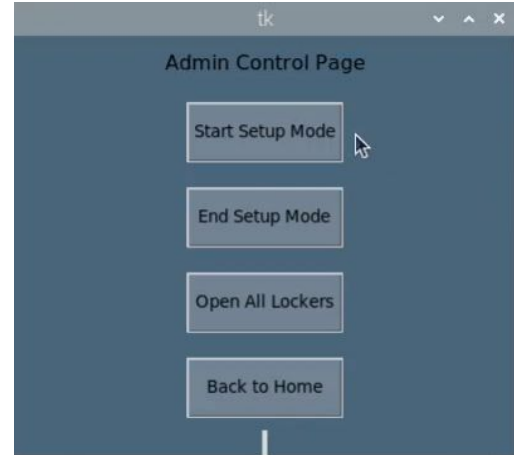 tk
Admin Control Page
Start Setup Mode
End Setup Mode
Open All Lockers
Back to Home